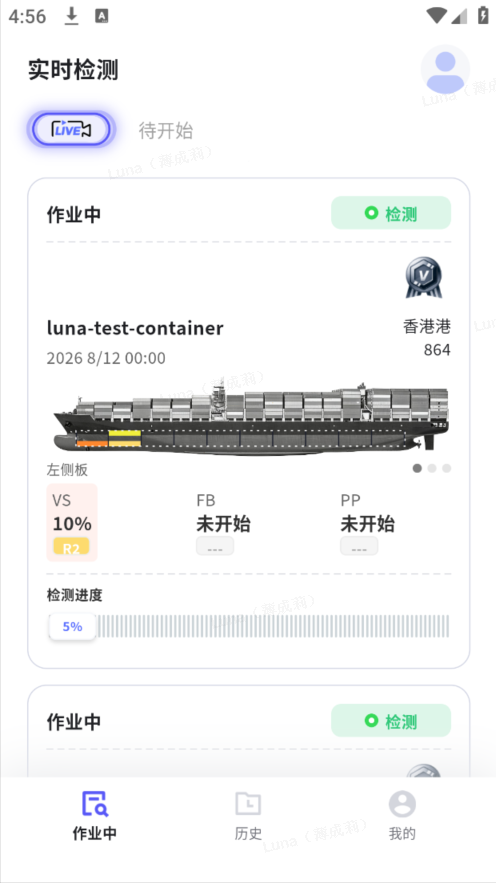 4:56
实时检测
LIVE
待开始
作业中
检测
V
luna-test-container
香港港
2026 8/12 00:00
864
左侧板
VS
FB
PP
10%
未开始
未开始
R2
---
---
检测进度
5%
作业中
检测
作业中
历史
我的